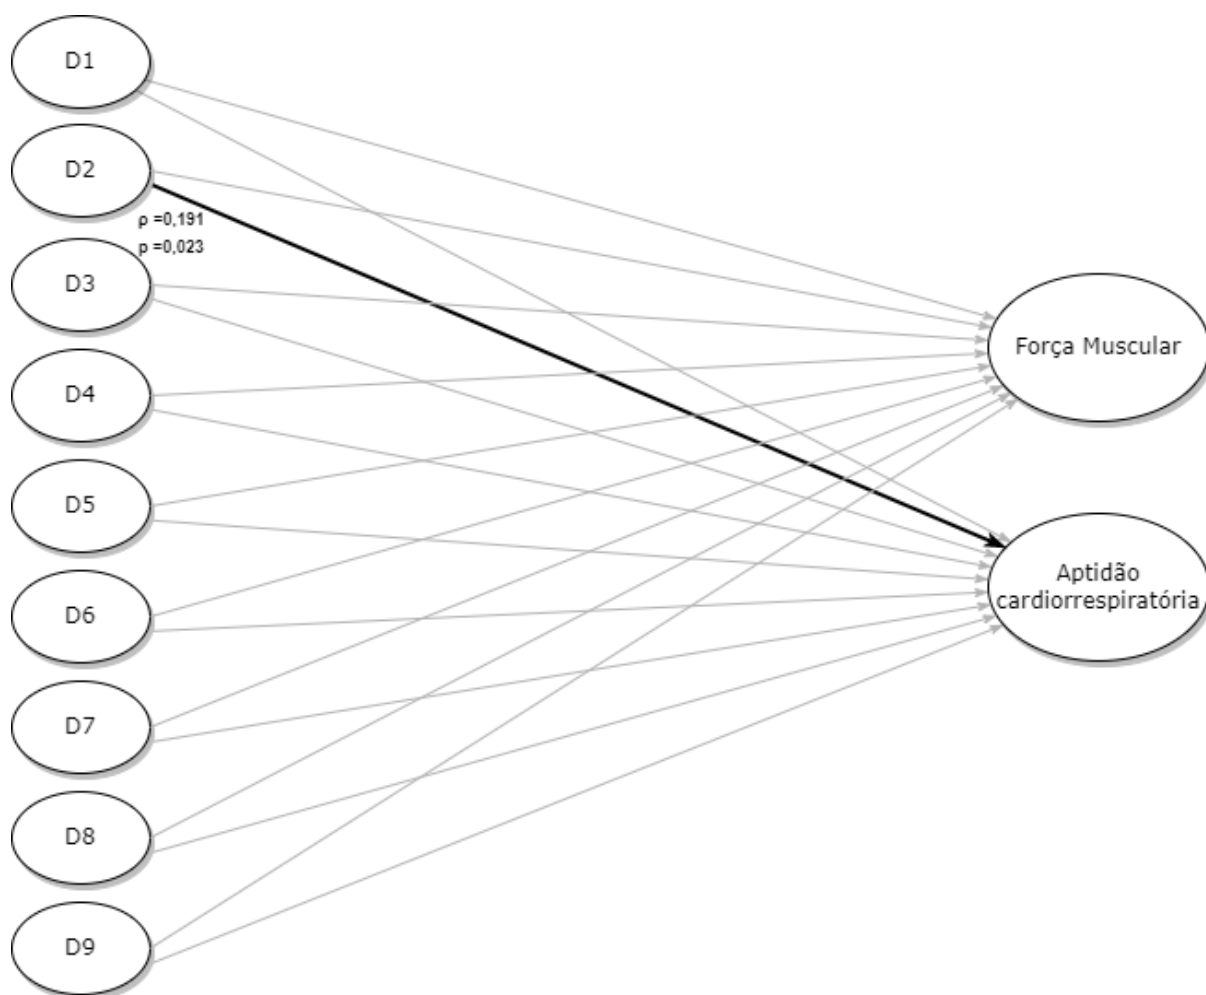 D1
D2
ρ =0,191
p =0,023
D3
D4
D5
D6
D7
D8
D9
Força Muscular
Aptidão
cardiorrespiratória